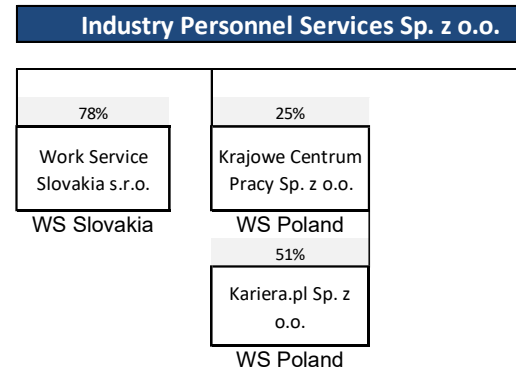 Industry Personnel Services Sp. z o.o.
78%
25%
Work Service
Slovakia s.r.o.
Krajowe Centrum
Pracy Sp. z o.o.
WS Slovakia
WS Poland
51%
Kariera.pl Sp. z
o.o.
WS Poland